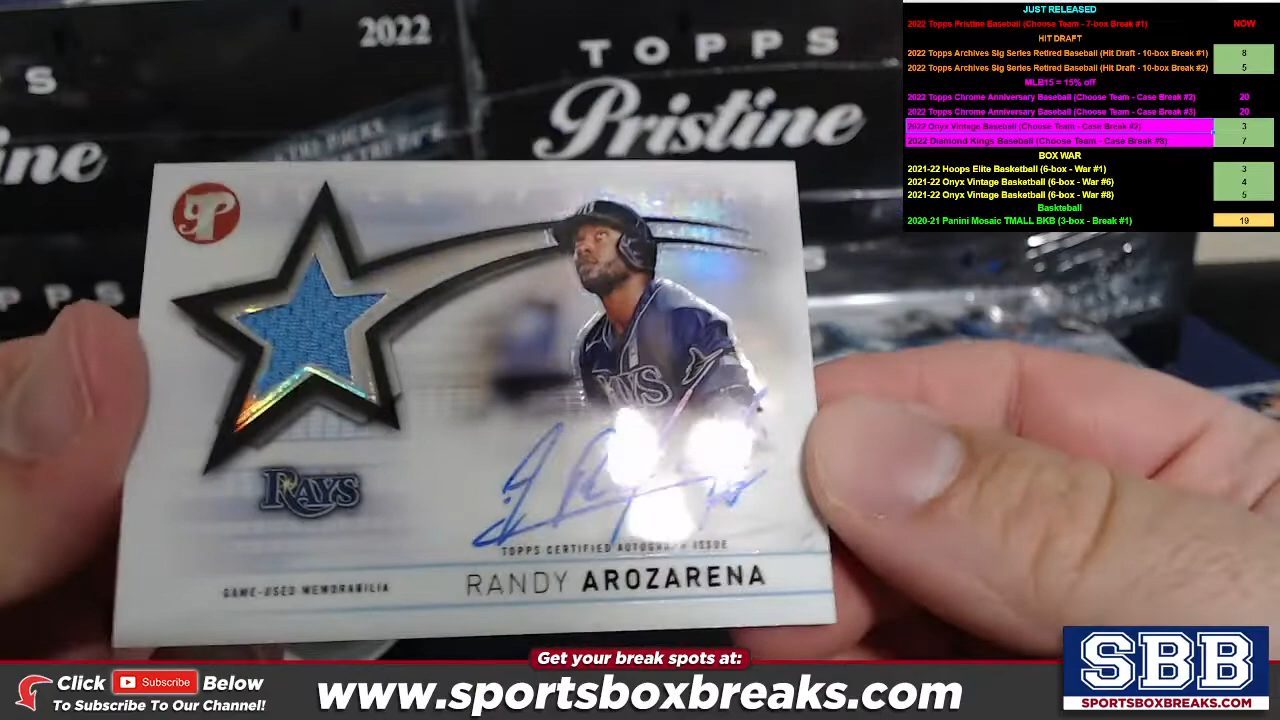 2022
TOPPS
Pristine
S
ine
OPPS
S
P
RAYS
RAYS
TOPPS CERTIFIED AUTOGRAPH ISSUE
GAME-USED MEMORABILIA
RANDY AROZARENA
JUST RELEASED
2022 Topps Pristine Baseball (Choose Team - 7-box Break #1) NOW
HIT DRAFT
2022 Topps Archives Sig Series Retired Baseball (Hit Draft - 10-box Break #1) 8
2022 Topps Archives Sig Series Retired Baseball (Hit Draft - 10-box Break #2) 5
MLB15 = 15% off
2022 Topps Chrome Anniversary Baseball (Choose Team - Case Break #2) 20
2022 Topps Chrome Anniversary Baseball (Choose Team - Case Break #3) 20
2022 Onyx Vintage Baseball (Choose Team - Case Break #2) 3
2022 Diamond Kings Baseball (Choose Team - Case Break #8) 7
BOX WAR
2021-22 Hoops Elite Basketball (6-box - War #1) 3
2021-22 Onyx Vintage Basketball (6-box - War #6) 4
2021-22 Onyx Vintage Basketball (6-box - War #8) 5
Baskteball
2020-21 Panini Mosaic TMALL BKB (3-box - Break #1) 19
Get your break spots at:
Click Subscribe Below
To Subscribe To Our Channel!
www.sportsboxbreaks.com
SBB
SPORTSBOXBREAKS.COM